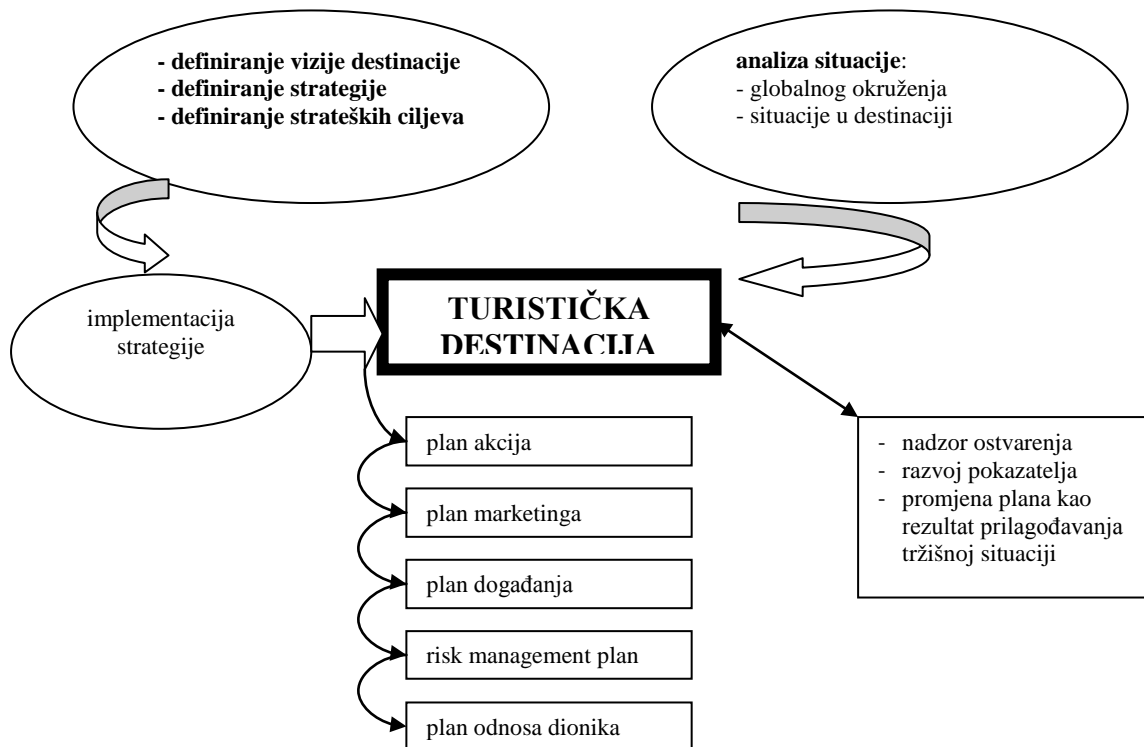 - definiranje vizije destinacije
- definiranje strategije
- definiranje strateških ciljeva
analiza situacije:
- globalnog okruženja
- situacije u destinaciji
implementacija
strategije
TURISTIČKA
DESTINACIJA
plan akcija
plan marketinga
plan događanja
risk management plan
plan odnosa dionika
- nadzor ostvarenja
- razvoj pokazatelja
- promjena plana kao
rezultat prilagođavanja
tržišnoj situaciji